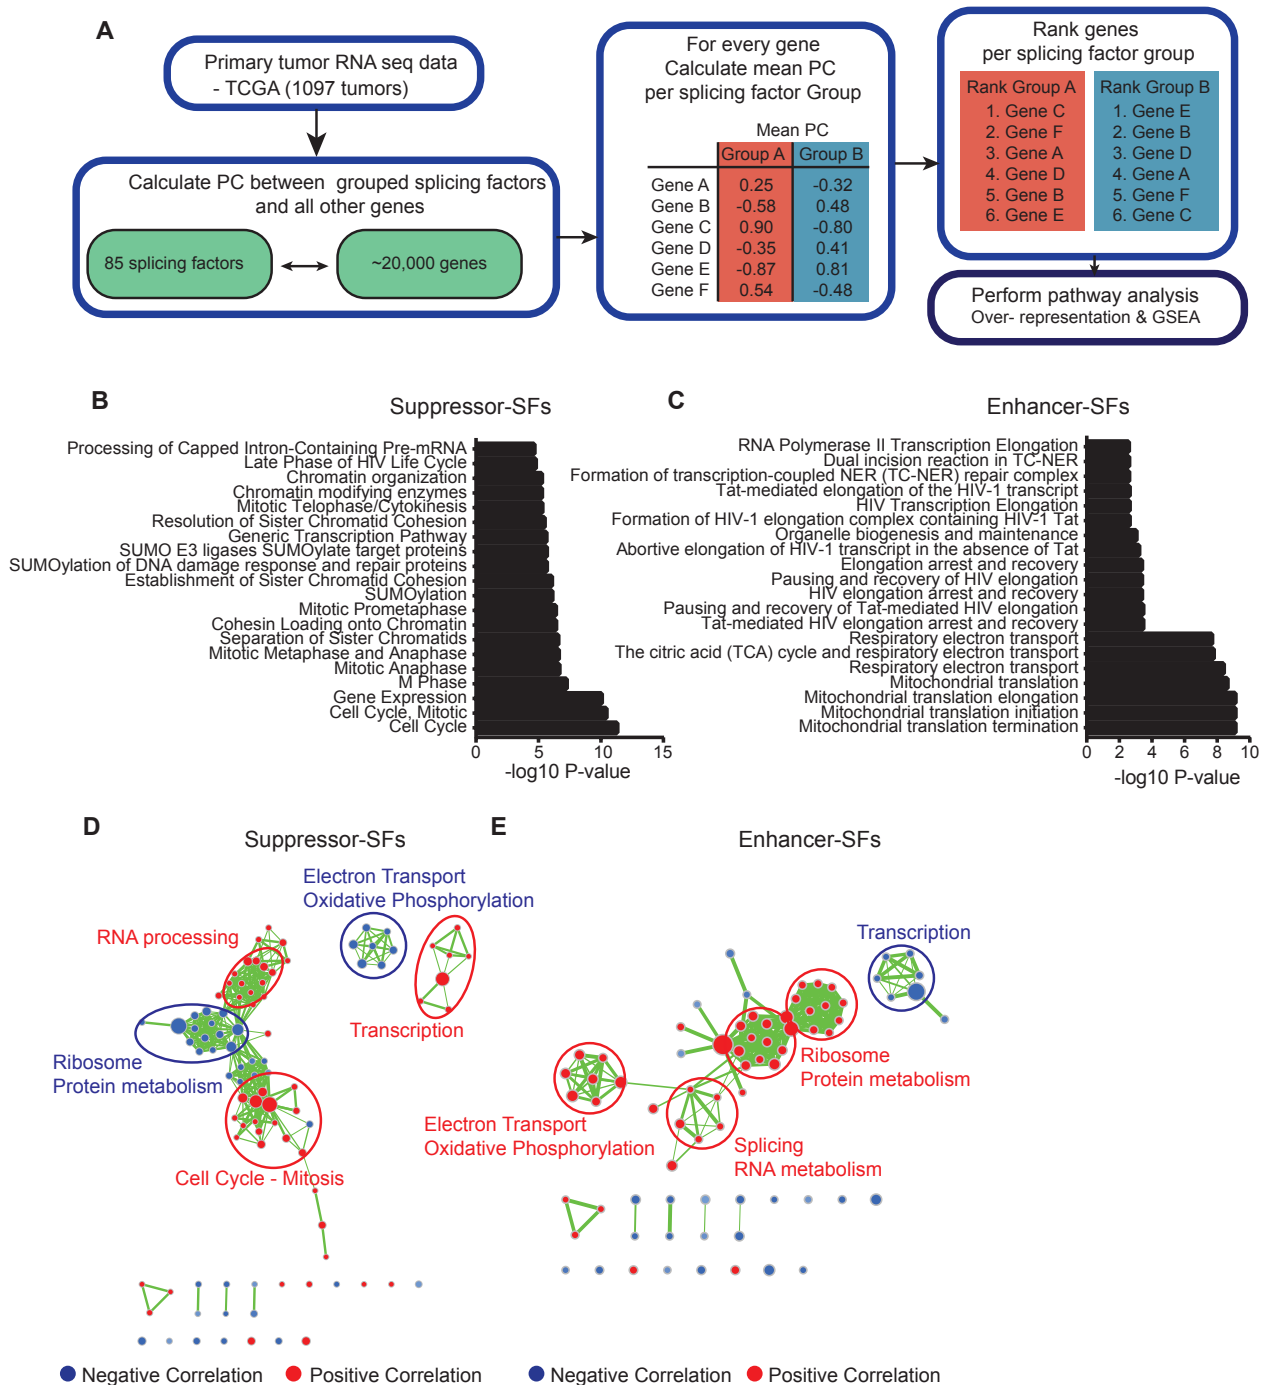 A
Primary tumor RNA seq data
- TCGA (1097 tumors)
Calculate PC between grouped splicing factors
and all other genes
85 splicing factors
~20,000 genes
For every gene
Calculate mean PC
per splicing factor Group
Mean PC
Group A Group B
Gene A 0.25 -0.32
Gene B -0.58 0.48
Gene C 0.90 -0.80
Gene D -0.35 0.41
Gene E -0.87 0.81
Gene F 0.54 -0.48
Rank genes
per splicing factor group
Rank Group A
1. Gene C
2. Gene F
3. Gene A
4. Gene D
5. Gene B
6. Gene E
Rank Group B
1. Gene E
2. Gene B
3. Gene D
4. Gene A
5. Gene F
6. Gene C
Perform pathway analysis
Over- representation & GSEA
B
Suppressor-SFs
Processing of Capped Intron-Containing Pre-mRNA
Late Phase of HIV Life Cycle
Chromatin organization
Chromatin modifying enzymes
Mitotic Telophase/Cytokinesis
Resolution of Sister Chromatid Cohesion
Generic Transcription Pathway
SUMO E3 ligases SUMOylate target proteins
SUMOylation of DNA damage response and repair proteins
Establishment of Sister Chromatid Cohesion
SUMOylation
Mitotic Prometaphase
Cohesin Loading onto Chromatin
Separation of Sister Chromatids
Mitotic Metaphase and Anaphase
Mitotic Anaphase
M Phase
Gene Expression
Cell Cycle, Mitotic
Cell Cycle
0 5 10 15
-log10 P-value
C
Enhancer-SFs
RNA Polymerase II Transcription Elongation
Dual incision reaction in TC-NER
Formation of transcription-coupled NER (TC-NER) repair complex
Tat-mediated elongation of the HIV-1 transcript
HIV Transcription Elongation
Formation of HIV-1 elongation complex containing HIV-1 Tat
Organelle biogenesis and maintenance
Abortive elongation of HIV-1 transcript in the absence of Tat
Elongation arrest and recovery
Pausing and recovery of HIV elongation
HIV elongation arrest and recovery
Pausing and recovery of Tat-mediated HIV elongation
Tat-mediated HIV elongation arrest and recovery
Respiratory electron transport
The citric acid (TCA) cycle and respiratory electron transport
Respiratory electron transport
Mitochondrial translation
Mitochondrial translation elongation
Mitochondrial translation initiation
Mitochondrial translation termination
0 2 4 6 8 10
-log10 P-value
D
Suppressor-SFs
Electron Transport
Oxidative Phosphorylation
RNA processing
Transcription
Ribosome
Protein metabolism
Cell Cycle - Mitosis
Negative Correlation Positive Correlation
E
Enhancer-SFs
Transcription
Ribosome
Protein metabolism
Electron Transport
Oxidative Phosphorylation
Splicing
RNA metabolism
Negative Correlation Positive Correlation